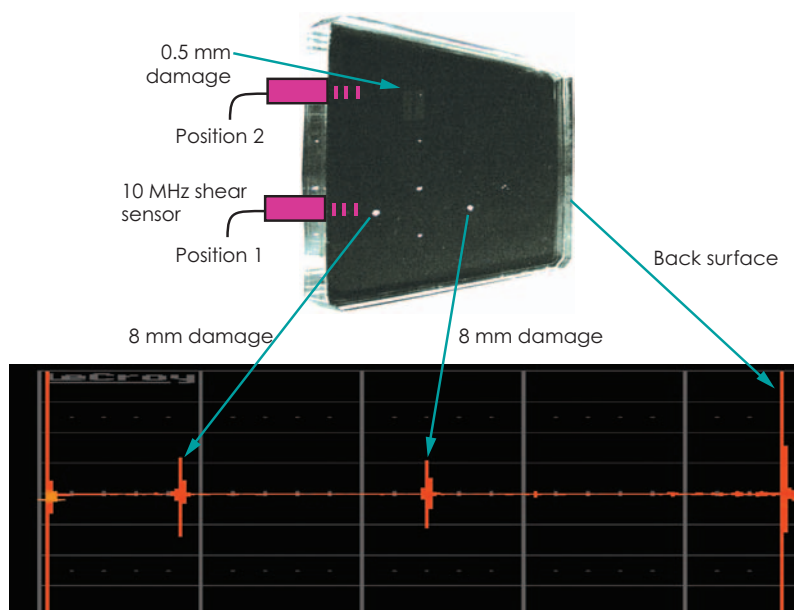 0.5 mm
damage
Position 2
10 MHz shear
sensor
Position 1
Back surface
8 mm damage
8 mm damage
LeCroy